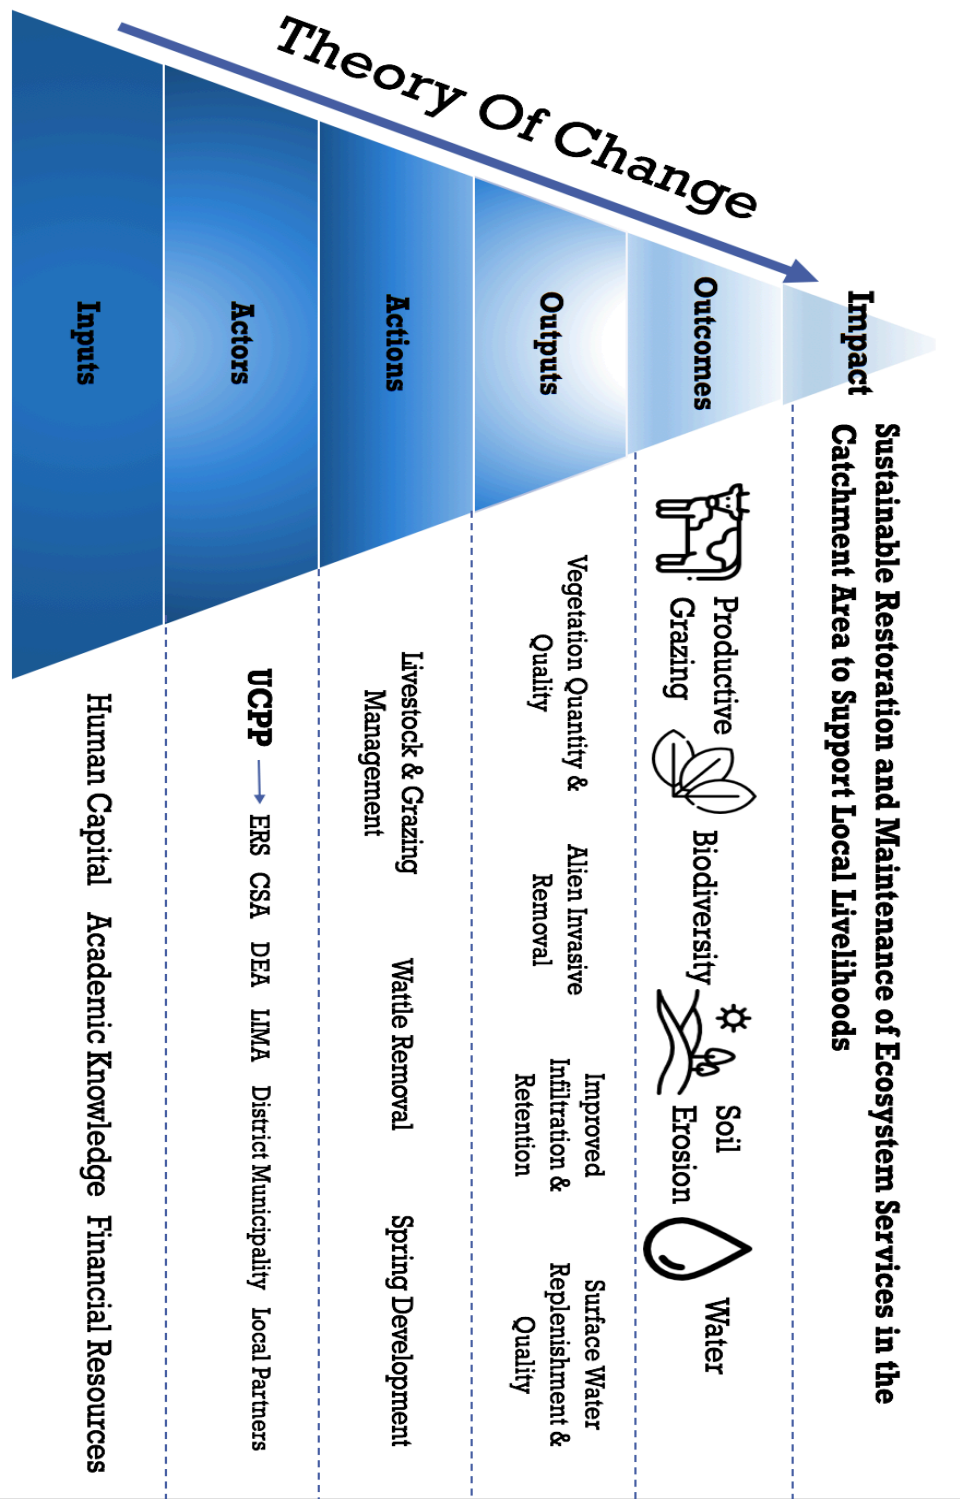 Theory Of Change
Impact
Sustainable Restoration and Maintenance of Ecosystem Services in the
Catchment Area to Support Local Livelihoods
Outcomes
Productive
Grazing
Biodiversity
Soil
Erosion
Water
Outputs
Vegetation Quantity &
Quality
Alien Invasive
Removal
Improved
Infiltration &
Retention
Surface Water
Replenishment &
Quality
Actions
Livestock & Grazing
Management
Wattle Removal
Spring Development
Actors
UCPP
ERS CSA DEA LIMA District Municipality Local Partners
Inputs
Human Capital Academic Knowledge Financial Resources